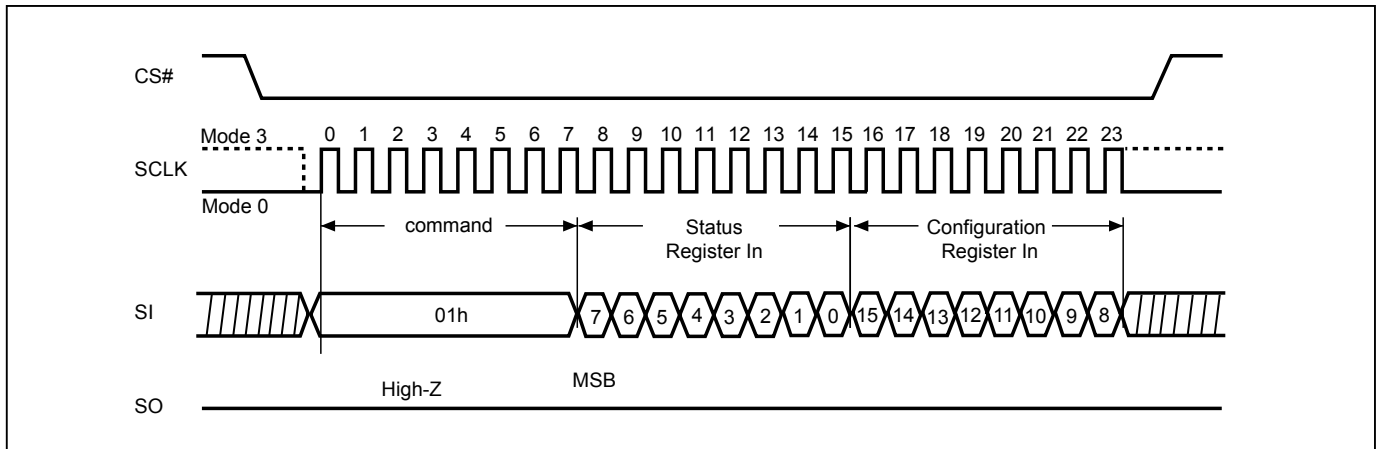 CS#
Mode 3
0 1 2 3 4 5 6 7 8 9 10 11 12 13 14 15 16 17 18 19 20 21 22 23
SCLK
Mode 0
command
Status
Register In
Configuration
Register In
SI
01h
7 6 5 4 3 2 1 0 15 14 13 12 11 10 9 8
High-Z
MSB
SO